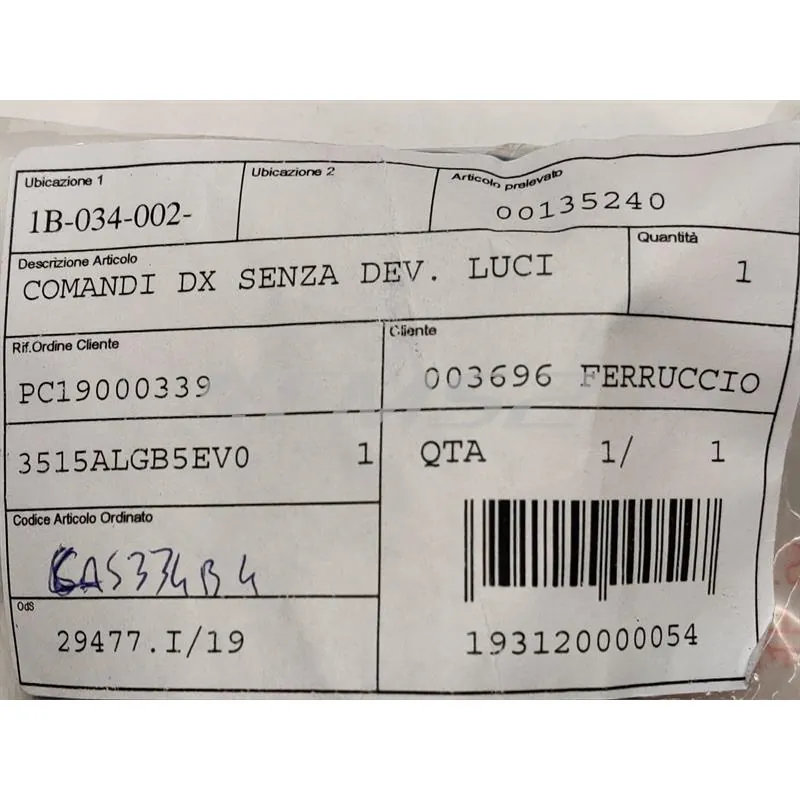 Ubicazione 1
1B-034-002-
Ubicazione 2
Articolo prelevato
00135240
Descrizione Articolo
COMANDI DX SENZA DEV. LUCI
Quantità
1
Rif.Ordine Cliente
PC19000339
Cliente
003696 FERRUCCIO
3515ALGB5EV0 1
QTA 1/ 1
Codice Articolo Ordinato
GAS334B4
OdS
29477.I/19
193120000054